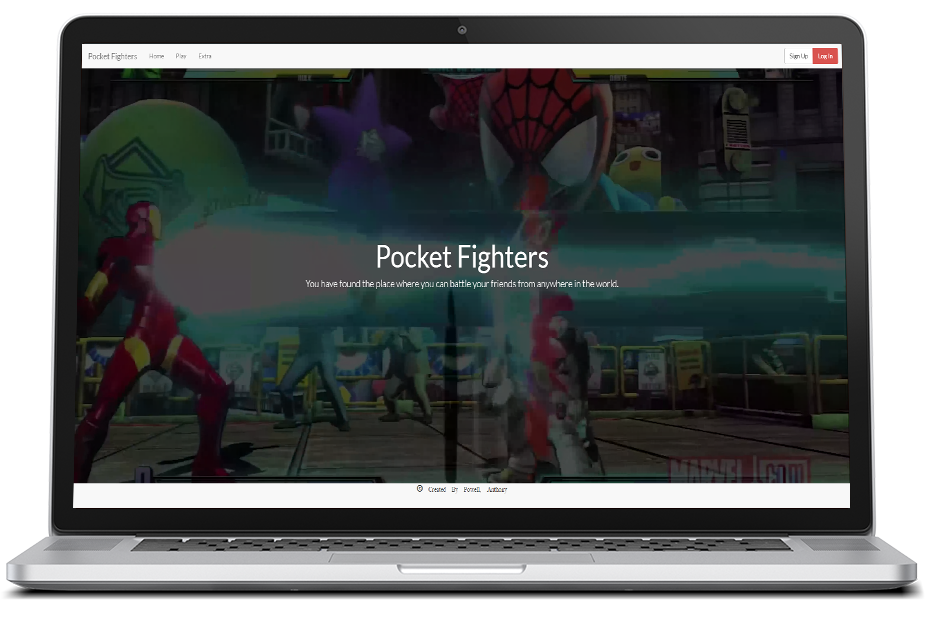 Pocket Fighters Home Play Extra Sign Up Log In
Pocket Fighters
You have found the place where you can battle your friends from anywhere in the world.
MARVEL
Created By Powell, Anthony